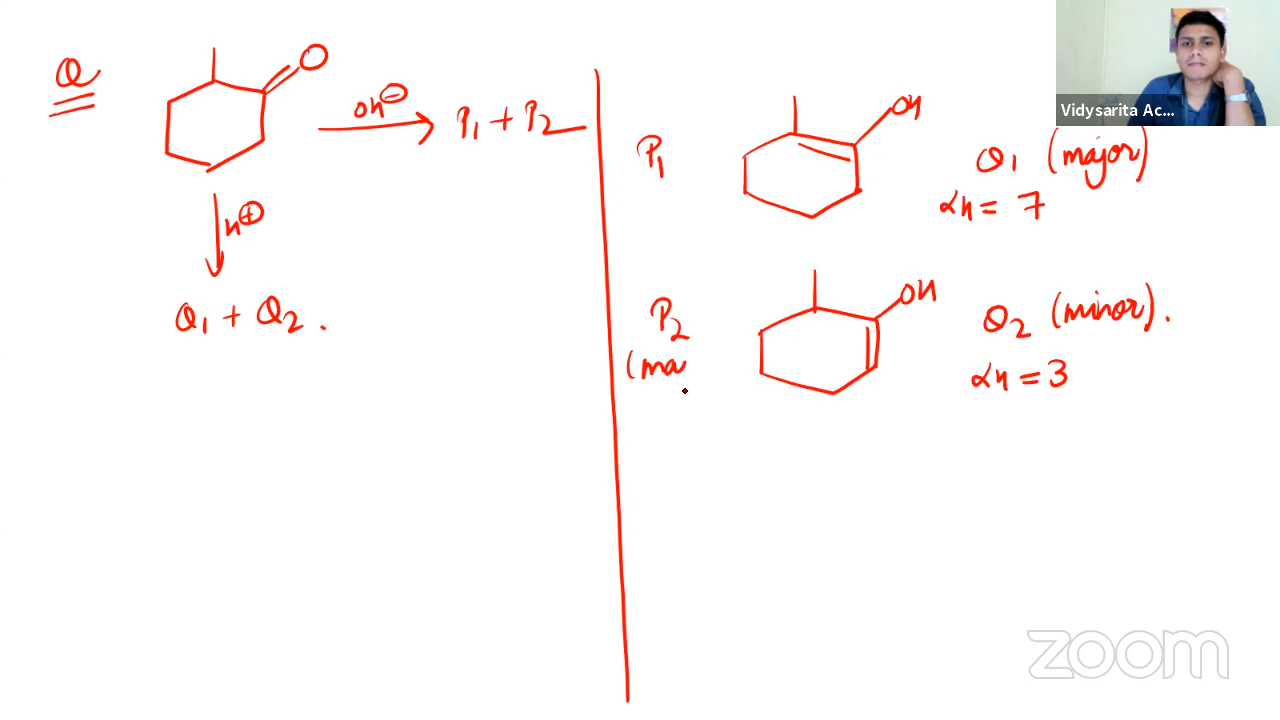 Q
O
OH⊖
P1 + P2
H⊕
Q1 + Q2 .
P1
OH
Q1 (major)
αH = 7
P2
(ma
OH
Q2 (minor).
αH = 3
Vidysarita Ac...
zoom